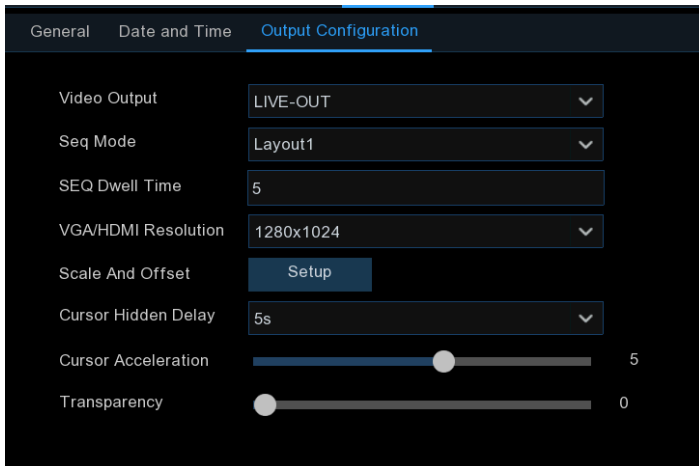 General Date and Time Output Configuration
Video Output LIVE-OUT
Seq Mode Layout1
SEQ Dwell Time 5
VGA/HDMI Resolution 1280x1024
Scale And Offset Setup
Cursor Hidden Delay 5s
Cursor Acceleration 5
Transparency 0